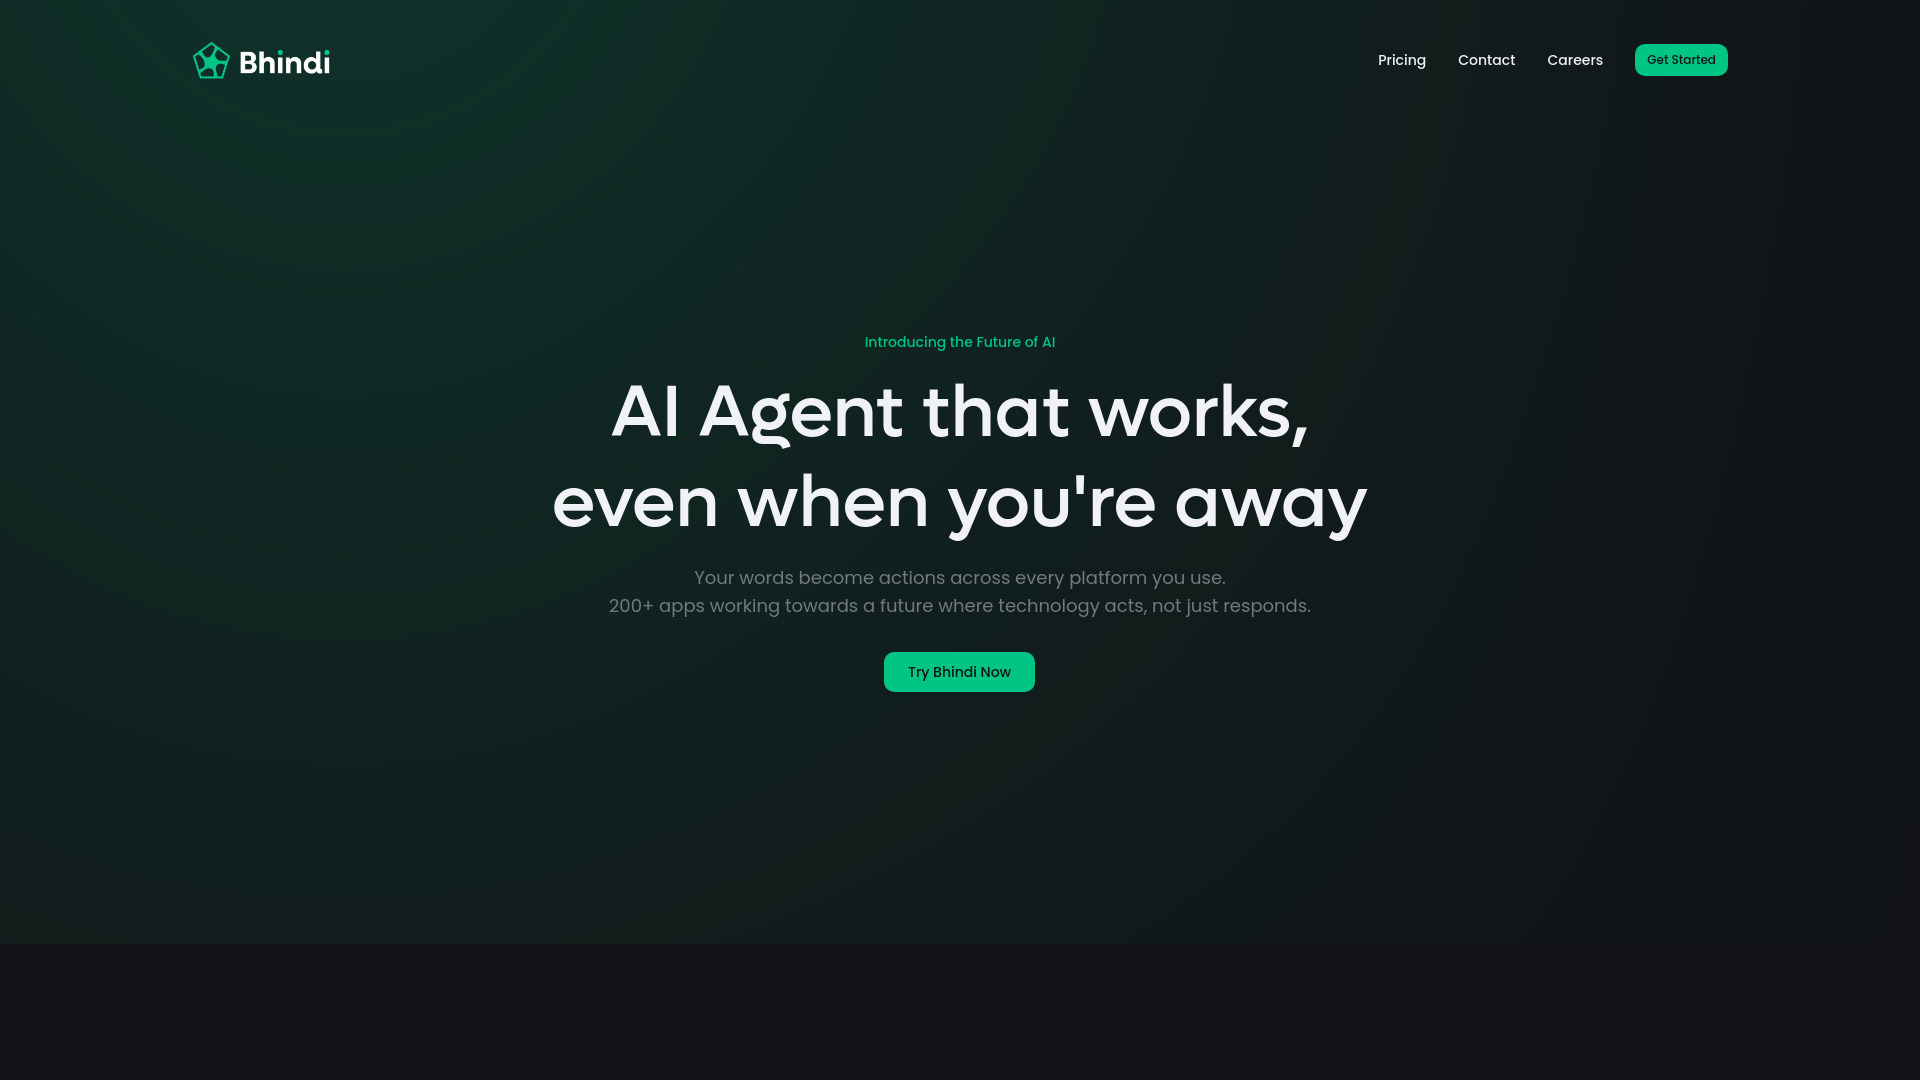 Bhindi
Pricing
Contact
Careers
Get Started
Introducing the Future of AI
AI Agent that works,
even when you're away
Your words become actions across every platform you use.
200+ apps working towards a future where technology acts, not just responds.
Try Bhindi Now